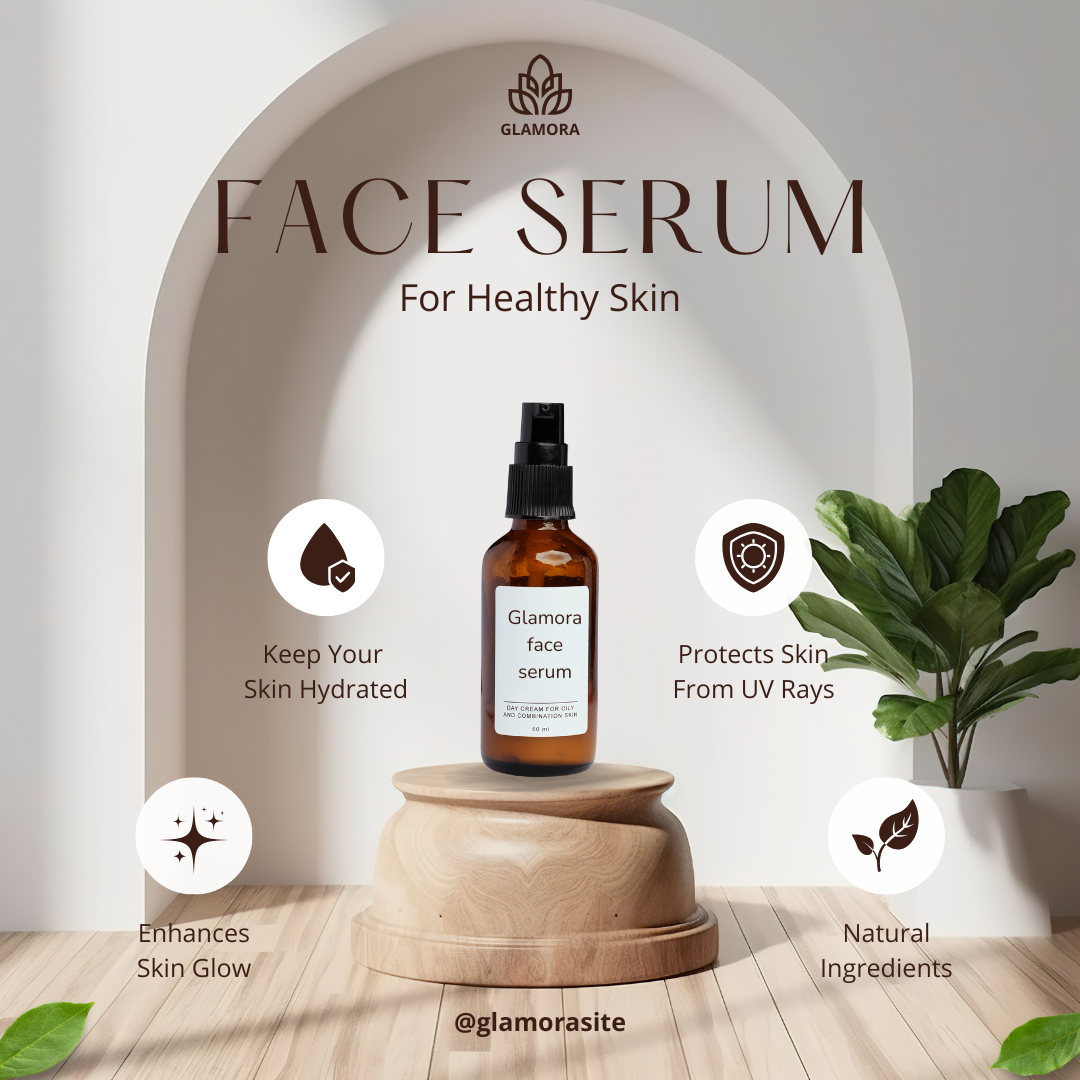 GLAMORA
FACE SERUM
For Healthy Skin
Glamora
face
serum
DAY CREAM FOR OILY
AND COMBINATION SKIN
50 ml
Keep Your
Skin Hydrated
Protects Skin
From UV Rays
Enhances
Skin Glow
Natural
Ingredients
@glamorasite